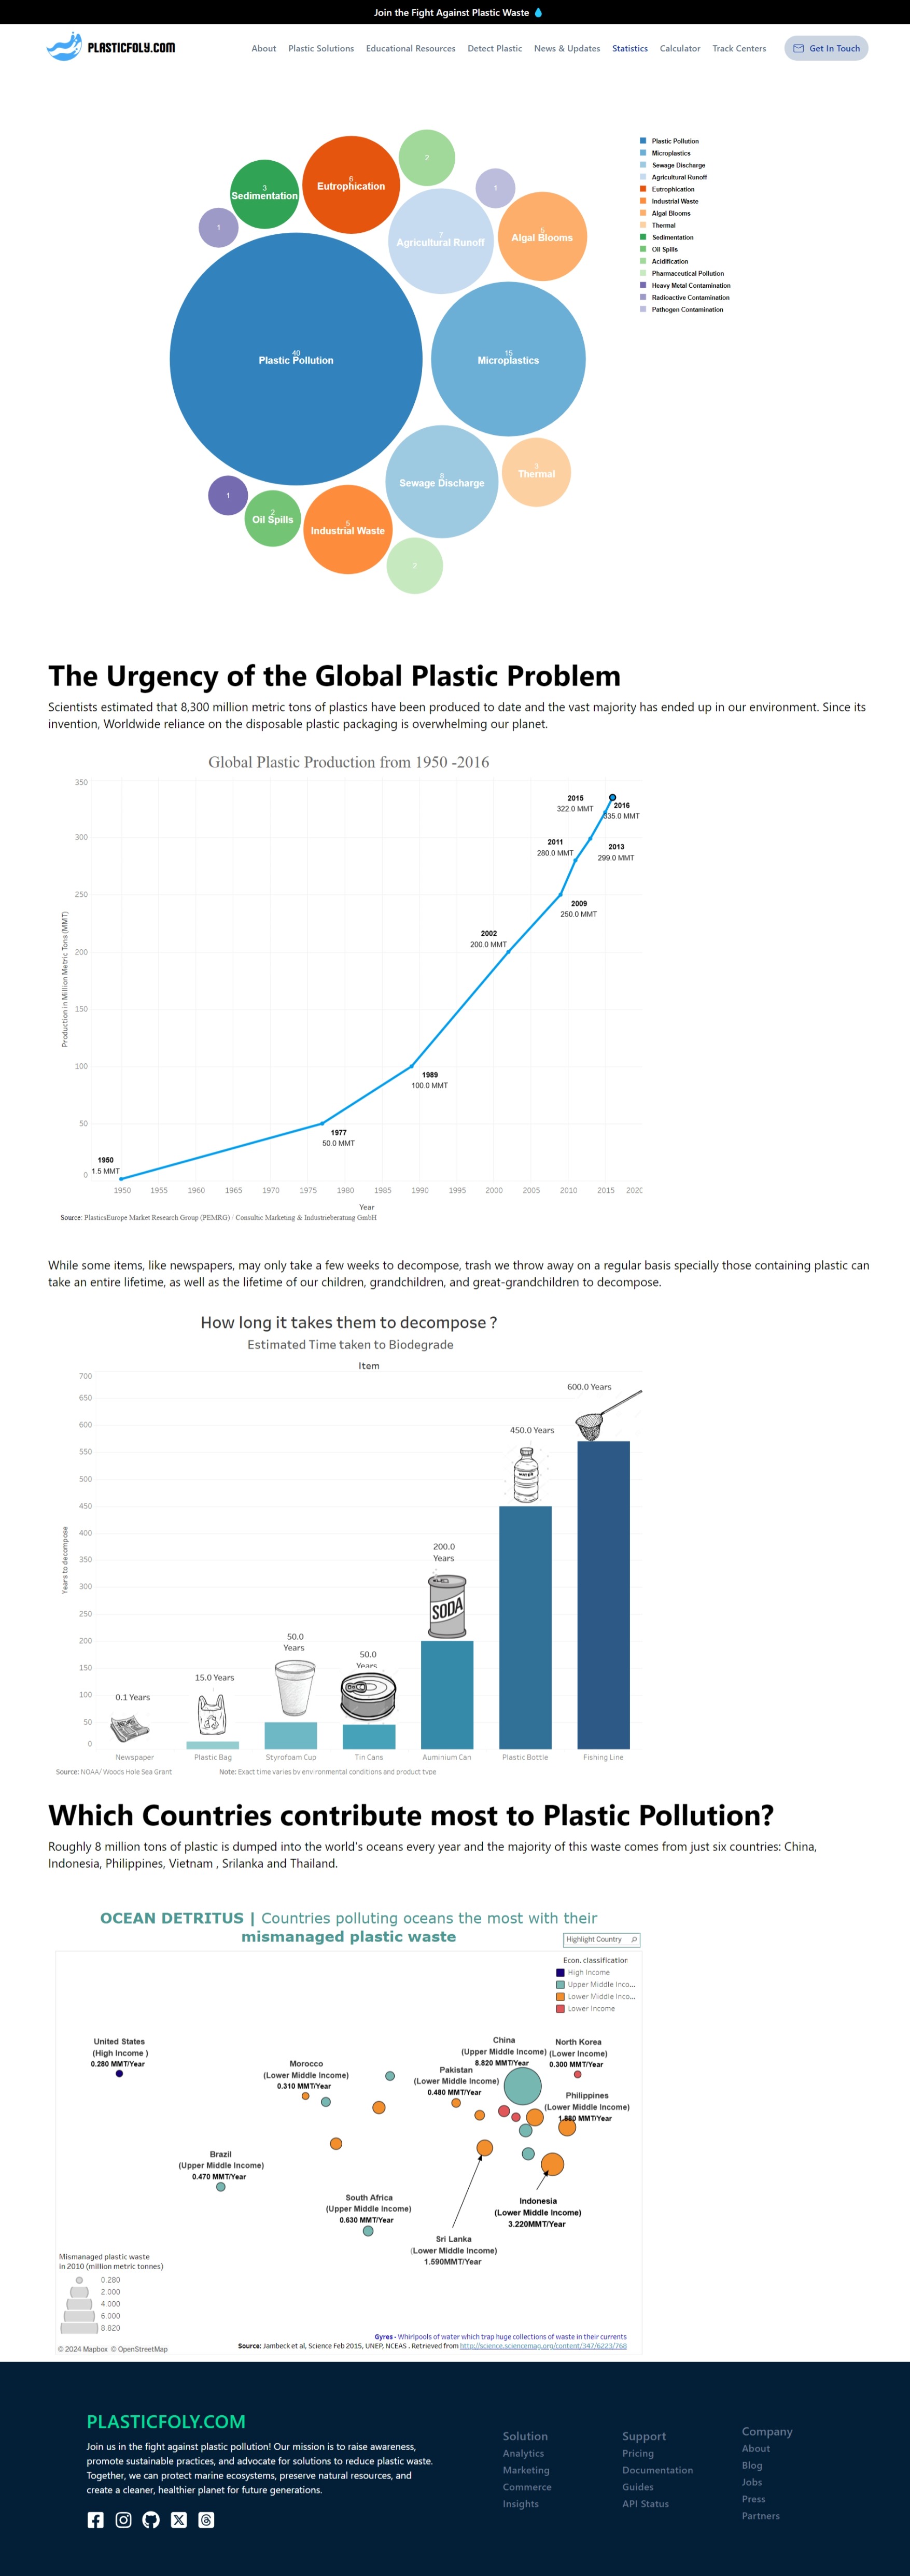 Join the Fight Against Plastic Waste 💧
PLASTICFOLY.COM
About Plastic Solutions Educational Resources Detect Plastic News & Updates Statistics Calculator Track Centers Get In Touch
2
6
Eutrophication
3
Sedimentation
1
1
7
Agricultural Runoff
5
Algal Blooms
40
Plastic Pollution
15
Microplastics
8
Sewage Discharge
3
Thermal
1
2
Oil Spills
5
Industrial Waste
2
Plastic Pollution
Microplastics
Sewage Discharge
Agricultural Runoff
Eutrophication
Industrial Waste
Algal Blooms
Thermal
Sedimentation
Oil Spills
Acidification
Pharmaceutical Pollution
Heavy Metal Contamination
Radioactive Contamination
Pathogen Contamination
The Urgency of the Global Plastic Problem
Scientists estimated that 8,300 million metric tons of plastics have been produced to date and the vast majority has ended up in our environment. Since its
invention, Worldwide reliance on the disposable plastic packaging is overwhelming our planet.
Global Plastic Production from 1950 -2016
350
300
250
200
150
100
50
0
Production in Million Metric Tons (MMT)
2015
322.0 MMT
2016
335.0 MMT
2011
280.0 MMT
2013
299.0 MMT
2009
250.0 MMT
2002
200.0 MMT
1989
100.0 MMT
1977
50.0 MMT
1950
1.5 MMT
1950 1955 1960 1965 1970 1975 1980 1985 1990 1995 2000 2005 2010 2015 2020
Year
Source: PlasticsEurope Market Research Group (PEMRG) / Consultic Marketing & Industrieberatung GmbH
While some items, like newspapers, may only take a few weeks to decompose, trash we throw away on a regular basis specially those containing plastic can
take an entire lifetime, as well as the lifetime of our children, grandchildren, and great-grandchildren to decompose.
How long it takes them to decompose ?
Estimated Time taken to Biodegrade
Item
700
650
600
550
500
450
400
350
300
250
200
150
100
50
0
Years to decompose
0.1 Years
15.0 Years
50.0
Years
50.0
Years
200.0
Years
SODA
450.0 Years
WATER
600.0 Years
Newspaper Plastic Bag Styrofoam Cup Tin Cans Auminium Can Plastic Bottle Fishing Line
Source: NOAA/ Woods Hole Sea Grant Note: Exact time varies by environmental conditions and product type
Which Countries contribute most to Plastic Pollution?
Roughly 8 million tons of plastic is dumped into the world's oceans every year and the majority of this waste comes from just six countries: China,
Indonesia, Philippines, Vietnam , Srilanka and Thailand.
OCEAN DETRITUS | Countries polluting oceans the most with their
mismanaged plastic waste
Highlight Country
Econ. classification
High Income
Upper Middle Inco...
Lower Middle Inco...
Lower Income
United States
(High Income )
0.280 MMT/Year
Morocco
(Lower Middle Income)
0.310 MMT/Year
China
(Upper Middle Income)
8.820 MMT/Year
North Korea
(Lower Income)
0.300 MMT/Year
Pakistan
(Lower Middle Income)
0.480 MMT/Year
Philippines
(Lower Middle Income)
1.880 MMT/Year
Brazil
(Upper Middle Income)
0.470 MMT/Year
South Africa
(Upper Middle Income)
0.630 MMT/Year
Indonesia
(Lower Middle Income)
3.220MMT/Year
Sri Lanka
(Lower Middle Income)
1.590MMT/Year
Mismanaged plastic waste
in 2010 (million metric tonnes)
0.280
2.000
4.000
6.000
8.820
Gyres - Whirlpools of water which trap huge collections of waste in their currents
Source: Jambeck et al, Science Feb 2015, UNEP, NCEAS . Retrieved from http://science.sciencemag.org/content/347/6223/768
© 2024 Mapbox © OpenStreetMap
PLASTICFOLY.COM
Join us in the fight against plastic pollution! Our mission is to raise awareness,
promote sustainable practices, and advocate for solutions to reduce plastic waste.
Together, we can protect marine ecosystems, preserve natural resources, and
create a cleaner, healthier planet for future generations.
Solution
Analytics
Marketing
Commerce
Insights
Support
Pricing
Documentation
Guides
API Status
Company
About
Blog
Jobs
Press
Partners